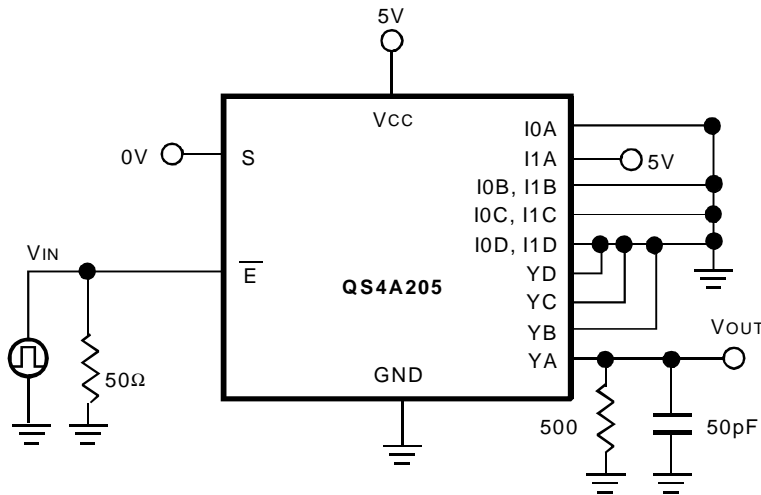 5V
VCC
0V
S
I0A
I1A
5V
I0B, I1B
I0C, I1C
I0D, I1D
VIN
E
QS4A205
YD
YC
YB
YA
VOUT
GND
50Ω
500
50pF